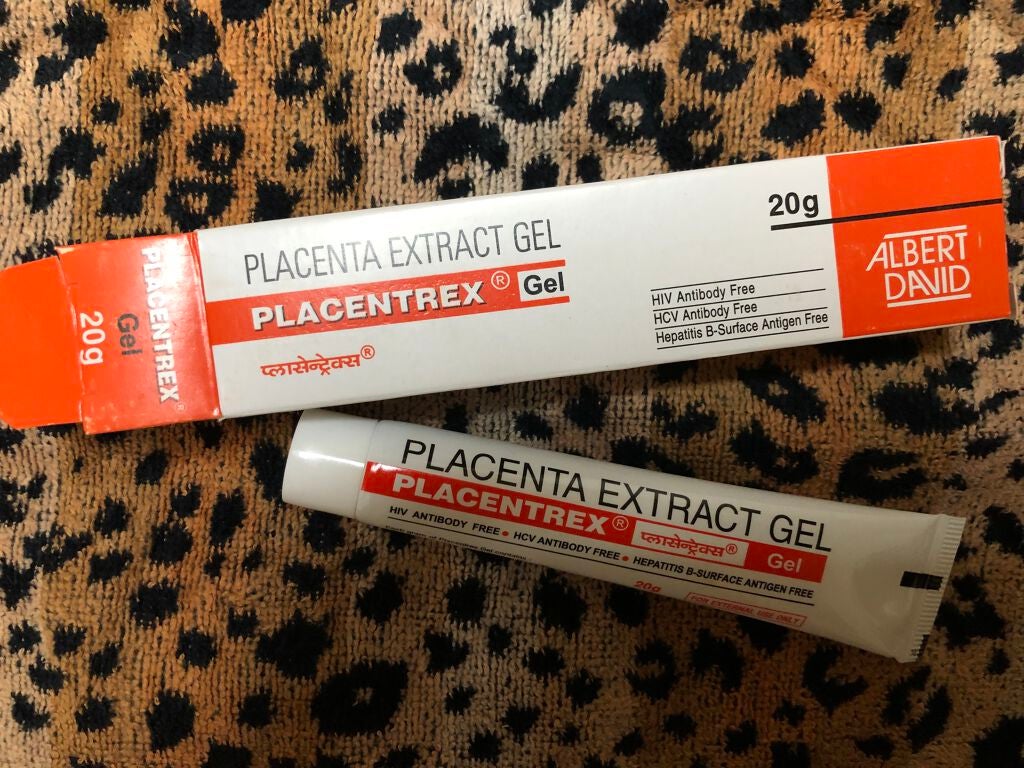 PLACENTA EXTRACT GEL
PLACENTREX® Gel
प्लासेन्ट्रेक्स®
20g
HIV Antibody Free
HCV Antibody Free
Hepatitis B-Surface Antigen Free
ALBERT
DAVID
PLACENTREX®
Gel
20g
PLACENTA EXTRACT GEL
PLACENTREX® प्लासेन्ट्रेक्स® Gel
HIV ANTIBODY FREE • HCV ANTIBODY FREE • HEPATITIS B-SURFACE ANTIGEN FREE
Gel contains
20g
FOR EXTERNAL USE ONLY